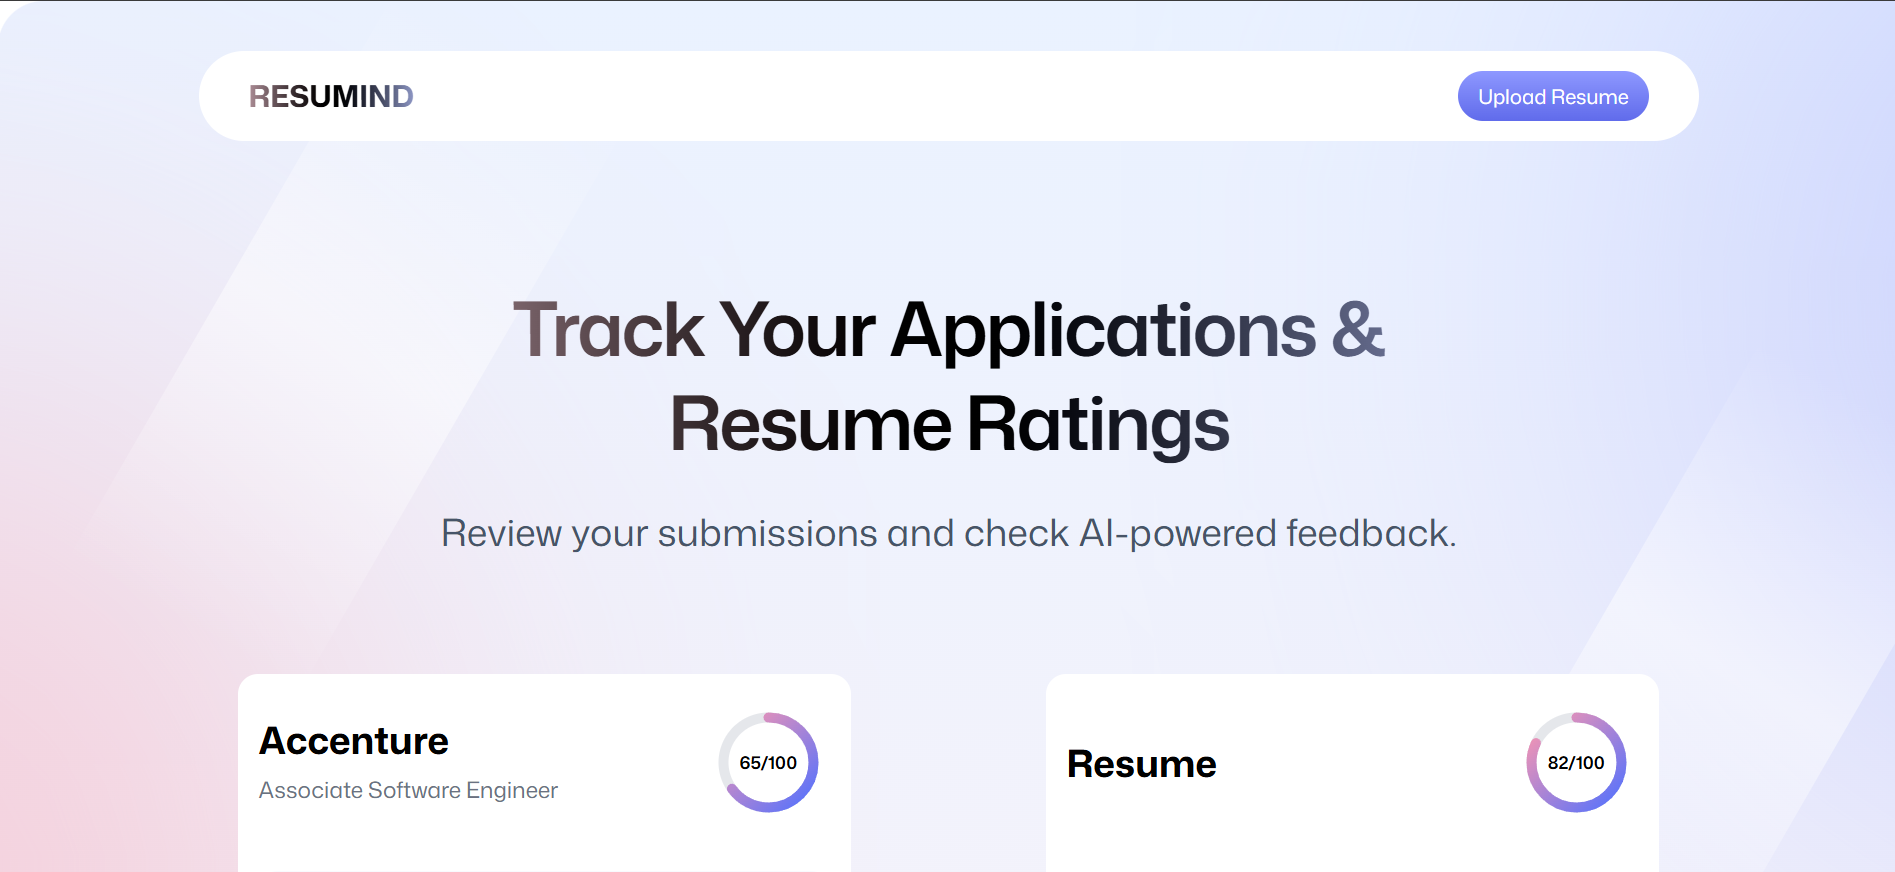 RESUMIND
Upload Resume
Track Your Applications &
Resume Ratings
Review your submissions and check AI-powered feedback.
Accenture
Associate Software Engineer
65/100
Resume
82/100